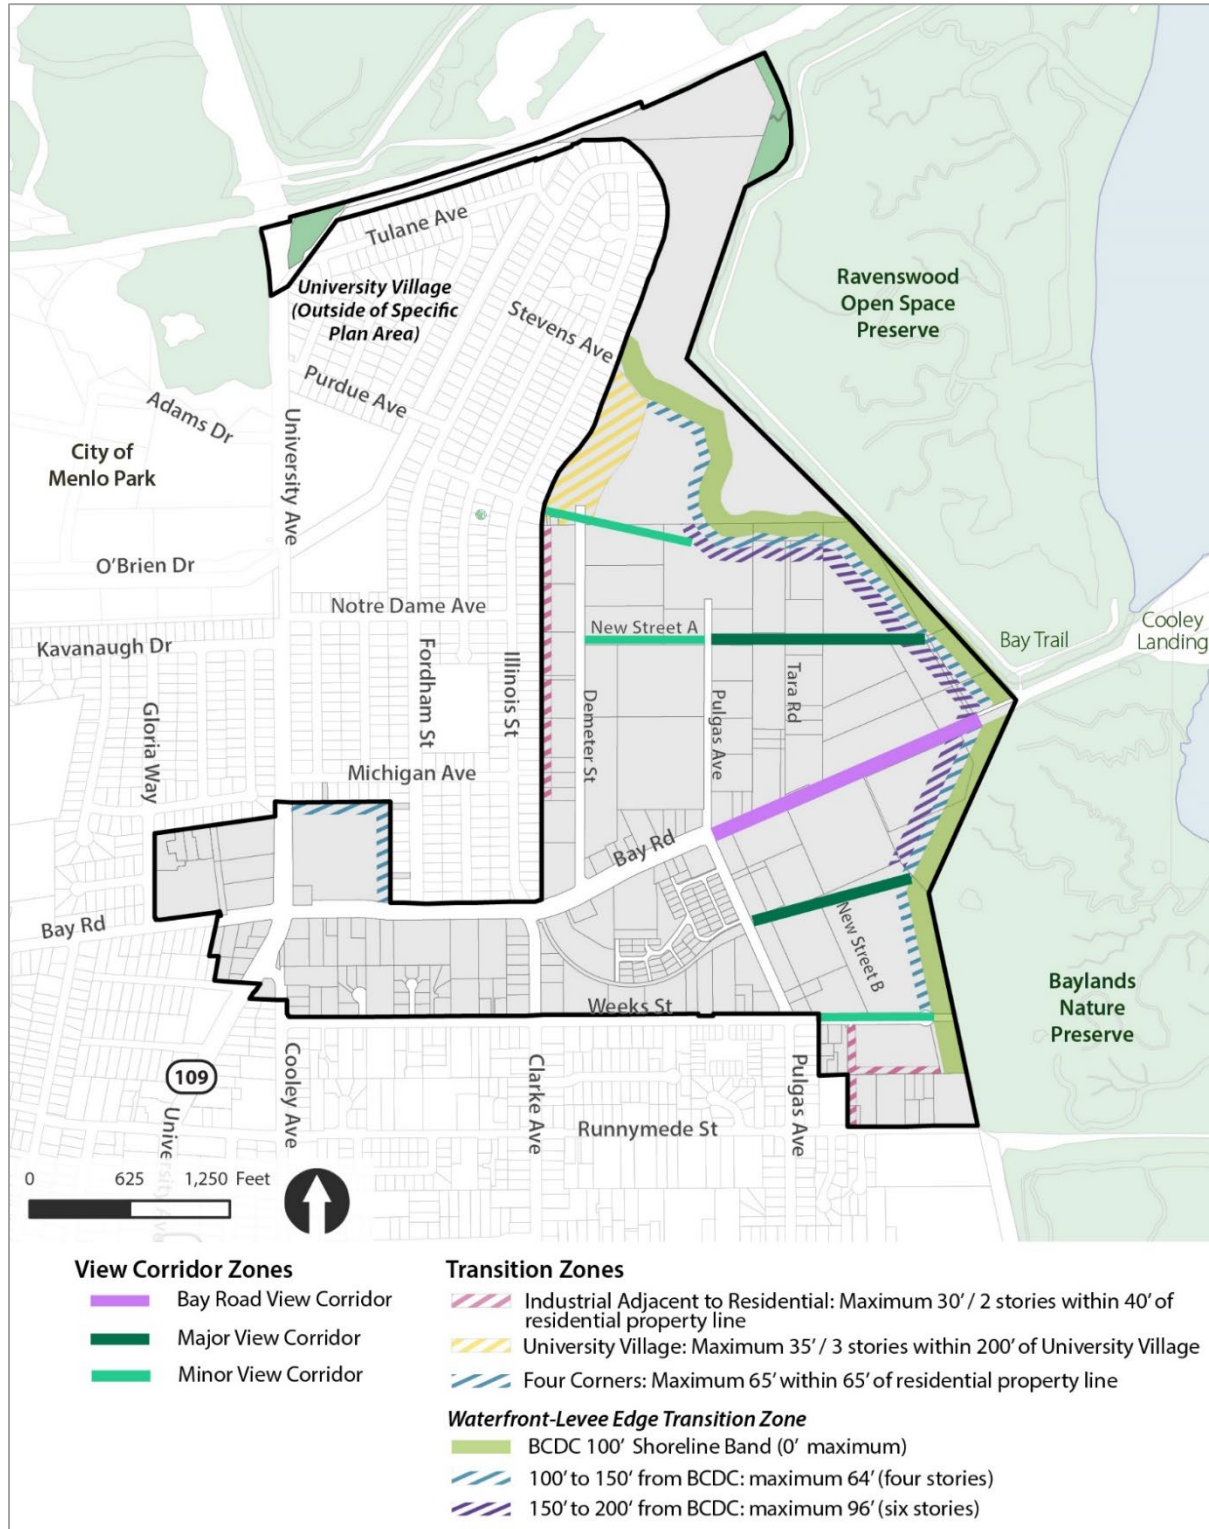 Tulane Ave
University Village
(Outside of Specific
Plan Area)
Stevens Ave
Ravenswood
Open Space
Preserve
Purdue Ave
Adams Dr
University Ave
City of
Menlo Park
O'Brien Dr
Notre Dame Ave
Kavanaugh Dr
New Street A
Bay Trail
Cooley
Landing
Fordham St
Illinois St
Demeter St
Pulgas Ave
Tara Rd
Gloria Way
Michigan Ave
Bay Rd
Bay Rd
New Street B
Weeks St
Baylands
Nature
Preserve
109
University Ave
Cooley Ave
Clarke Ave
Pulgas Ave
Runnymede St
0 625 1,250 Feet
View Corridor Zones
Bay Road View Corridor
Major View Corridor
Minor View Corridor
Transition Zones
Industrial Adjacent to Residential: Maximum 30' / 2 stories within 40' of
residential property line
University Village: Maximum 35' / 3 stories within 200' of University Village
Four Corners: Maximum 65' within 65' of residential property line
Waterfront-Levee Edge Transition Zone
BCDC 100' Shoreline Band (0' maximum)
100' to 150' from BCDC: maximum 64' (four stories)
150' to 200' from BCDC: maximum 96' (six stories)